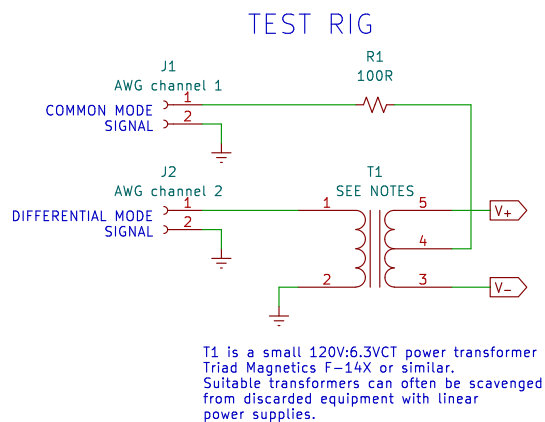 TEST RIG
R1
100R
J1
AWG channel 1
1
COMMON MODE
2
SIGNAL
J2
AWG channel 2
T1
SEE NOTES
1
DIFFERENTIAL MODE
2
SIGNAL
1
5
V+
4
2
3
V-
T1 is a small 120V:6.3VCT power transformer
Triad Magnetics F-14X or similar.
Suitable transformers can often be scavenged
from discarded equipment with linear
power supplies.